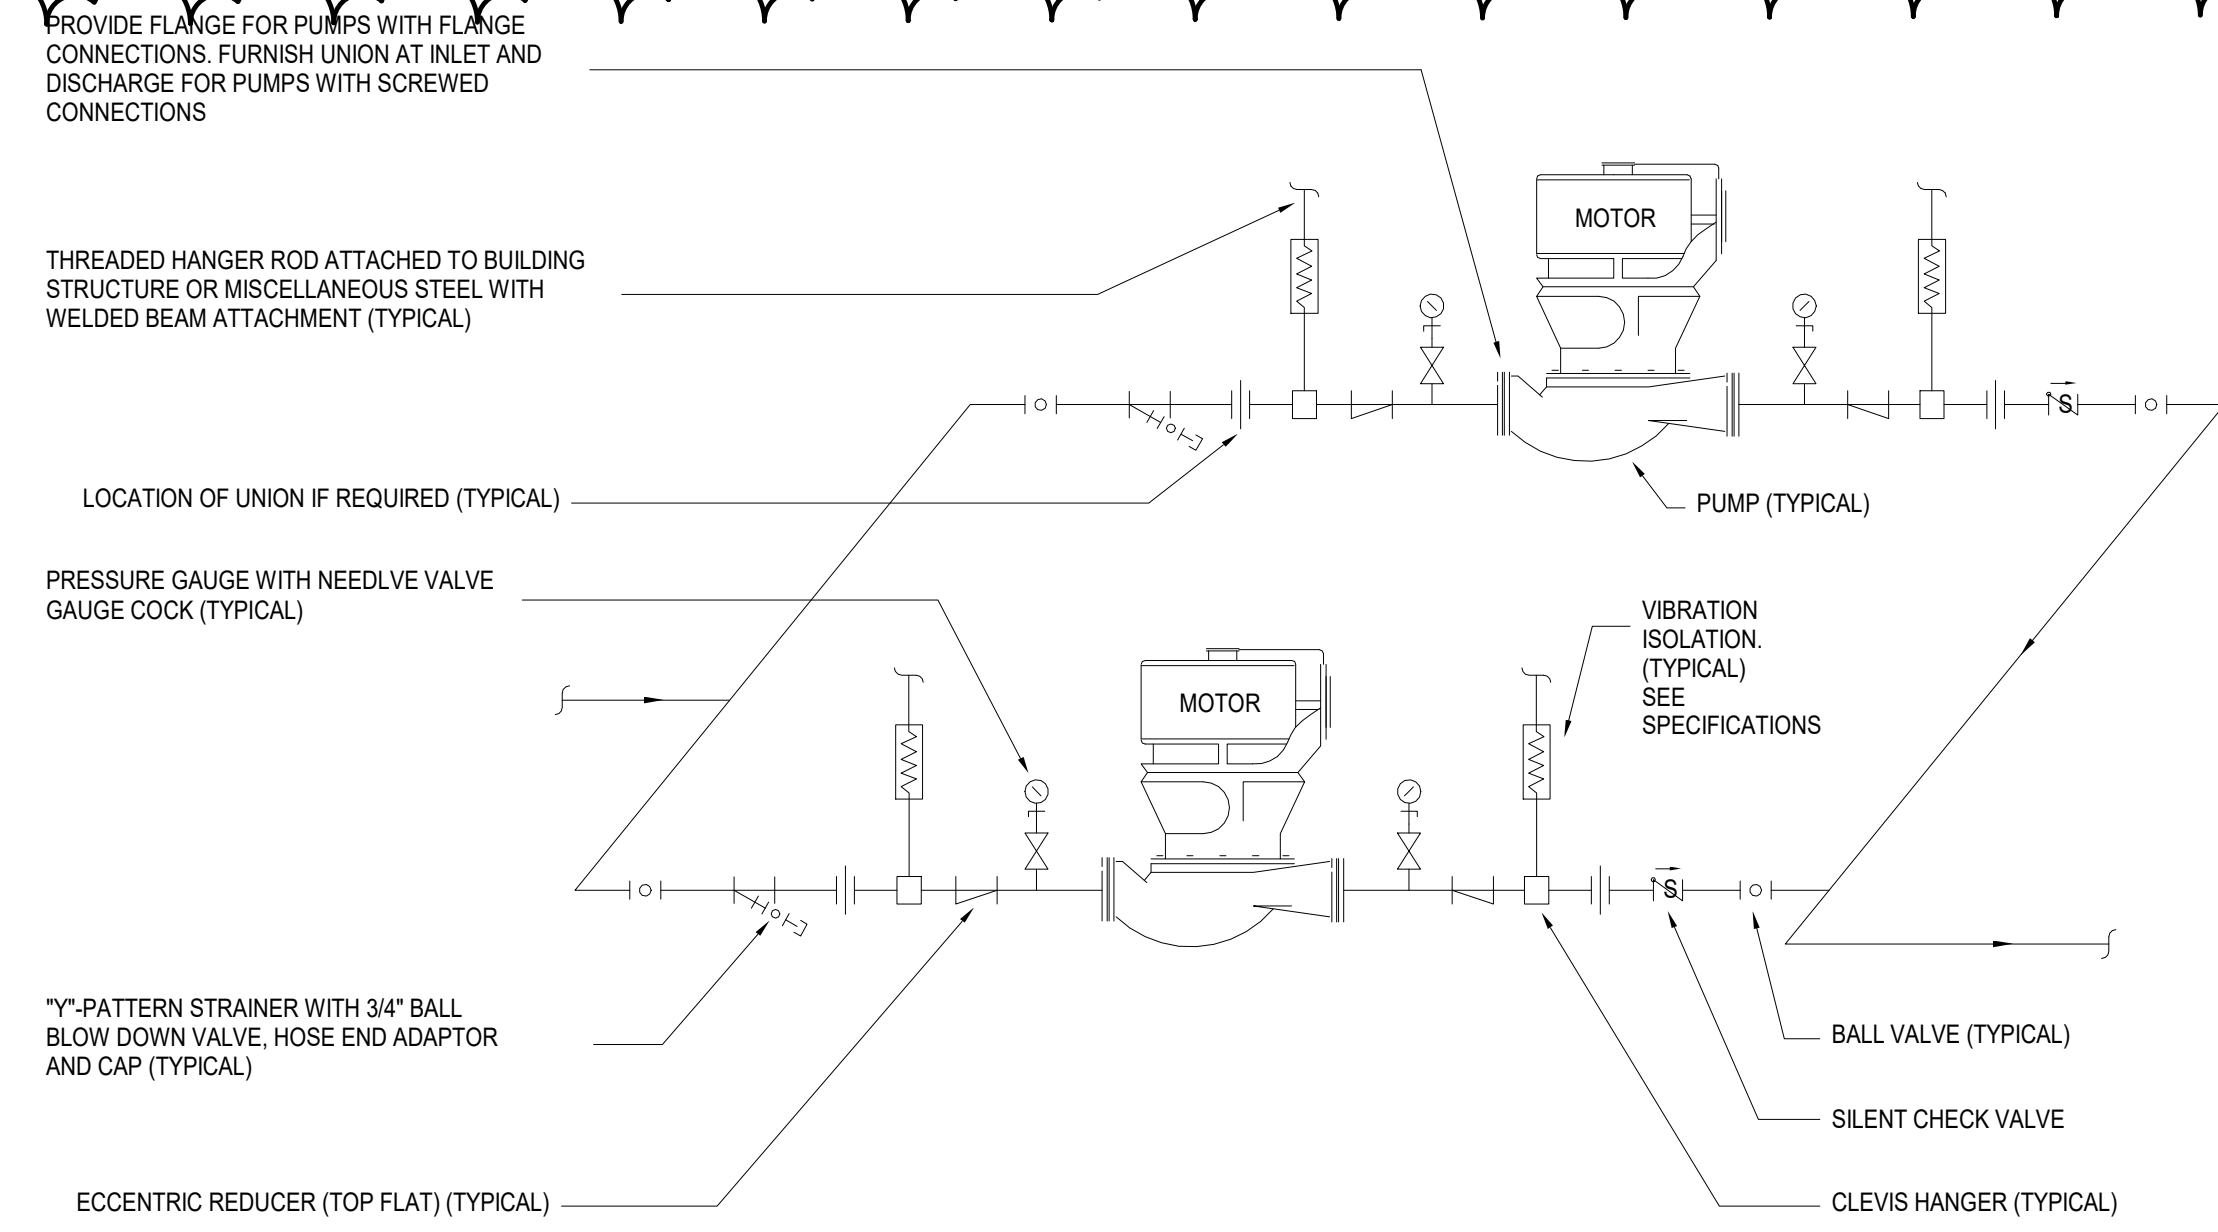 PROVIDE FLANGE FOR PUMPS WITH FLANGE
CONNECTIONS. FURNISH UNION AT INLET AND
DISCHARGE FOR PUMPS WITH SCREWED
CONNECTIONS
MOTOR
THREADED HANGER ROD ATTACHED TO BUILDING
STRUCTURE OR MISCELLANEOUS STEEL WITH
WELDED BEAM ATTACHMENT (TYPICAL)
S
LOCATION OF UNION IF REQUIRED (TYPICAL)
PUMP (TYPICAL)
PRESSURE GAUGE WITH NEEDLVE VALVE
GAUGE COCK (TYPICAL)
VIBRATION
ISOLATION.
(TYPICAL)
SEE
SPECIFICATIONS
MOTOR
S
"Y"-PATTERN STRAINER WITH 3/4" BALL
BLOW DOWN VALVE, HOSE END ADAPTOR
AND CAP (TYPICAL)
BALL VALVE (TYPICAL)
SILENT CHECK VALVE
ECCENTRIC REDUCER (TOP FLAT) (TYPICAL)
CLEVIS HANGER (TYPICAL)